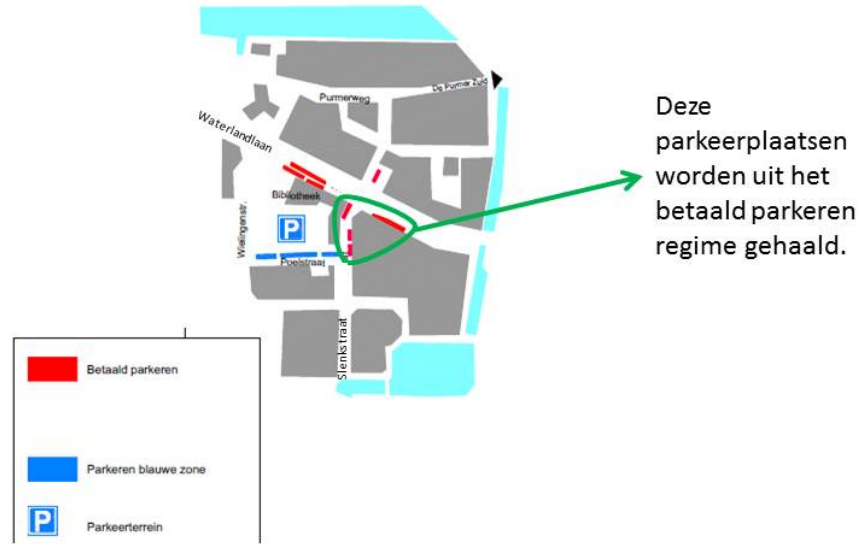 De Purmer Zuid
Purmerweg
Waterlandlaan
Bibliotheek
Wielingenstr.
P
Poelstraat
Slenkstraat
Deze
parkeerplaatsen
worden uit het
betaald parkeren
regime gehaald.
Betaald parkeren
Parkeren blauwe zone
P
Parkeerterrein